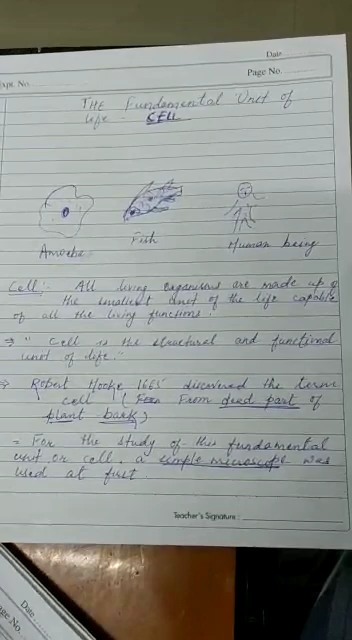 Date
Expt. No.
Page No.
THE Fundamental Unit of
life - CELL
Amoeba
Fish
Human being
Cell:- All living organisms are made up of
the smallest unit of the life capable
of all the living functions.
⇒ " Cell is the structural and functional
unit of life."
⇒ Robert Hooke 1665 discovered the term
cell ( From dead part of
plant bark)
= For the study of this fundamental
unit or cell, a simple microscope was
used at first
Teacher's Signature :
Date
Page No.